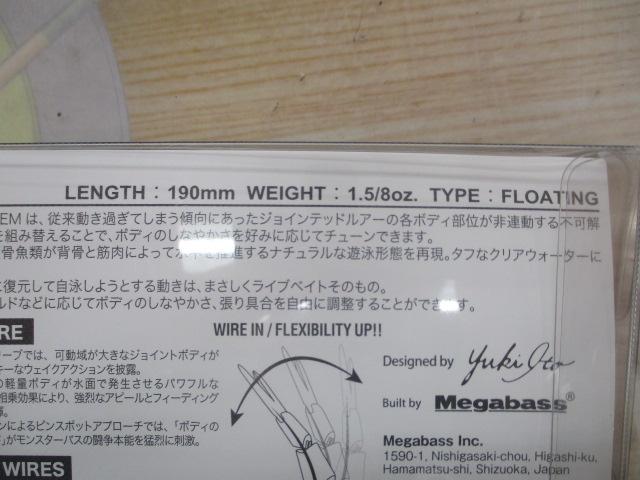 LENGTH : 190mm WEIGHT : 1.5/8oz. TYPE : FLOATING
EMは、従来動き過ぎてしまう傾向にあったジョインテッドルアーの各ボディ部位が非連動する不可解
を組み替えることで、ボディのしなやかさを好みに応じてチューンできます。
骨魚類が背骨と筋肉によって水を推進するナチュラルな遊泳形態を再現。タフなクリアウォーターに
に復元して自泳しようとする動きは、まさしくライブベイトそのもの。
ルドなどに応じてボディのしなやかさ、張り具合を自由に調整することができます。
RE
WIRE IN / FLEXIBILITY UP!!
ープでは、可動域が大きなジョイントボディが
キーなウェイクアクションを披露。
の軽量ボディが水面で発生させるパワフルな
相乗効果により、強烈なアピールとフィーディング
ンによるピンスポットアプローチでは、「ボディの
」がモンスターバスの闘争本能を猛烈に刺激。
WIRES
Designed by Yuki Ito
Built by Megabass®
Megabass Inc.
1590-1, Nishigasaki-chou, Higashi-ku,
Hamamatsu-shi, Shizuoka, Japan